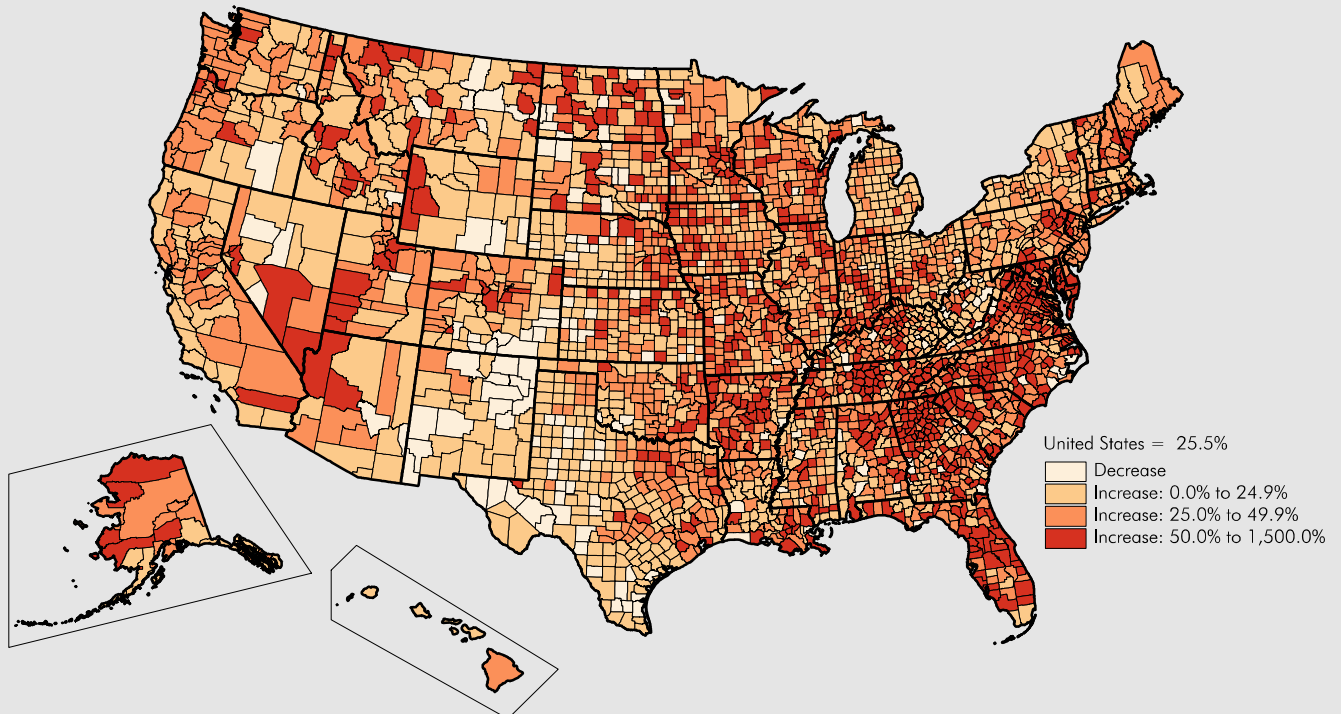 United States = 25.5%
Decrease
Increase: 0.0% to 24.9%
Increase: 25.0% to 49.9%
Increase: 50.0% to 1,500.0%